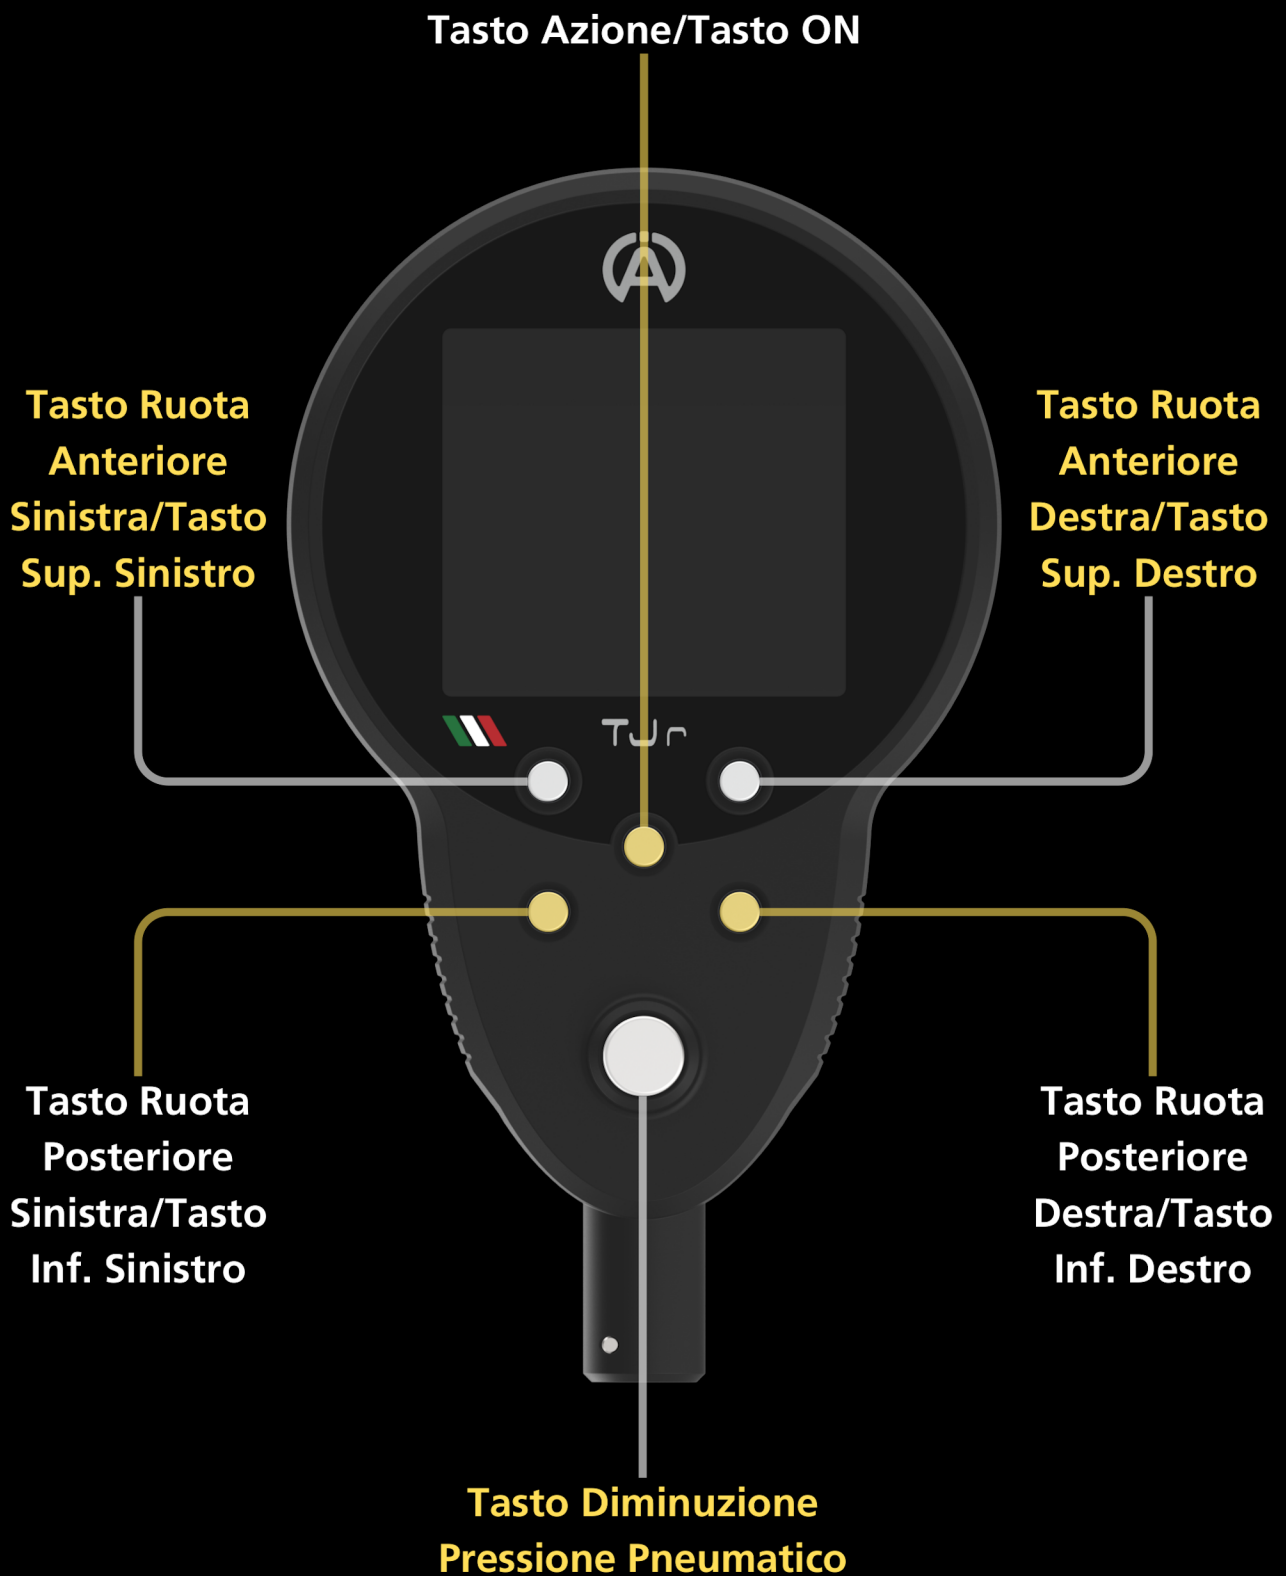 Tasto Azione/Tasto ON
Tasto Ruota
Anteriore
Sinistra/Tasto
Sup. Sinistro
Tasto Ruota
Anteriore
Destra/Tasto
Sup. Destro
TJr
Tasto Ruota
Posteriore
Sinistra/Tasto
Inf. Sinistro
Tasto Ruota
Posteriore
Destra/Tasto
Inf. Destro
Tasto Diminuzione
Pressione Pneumatico